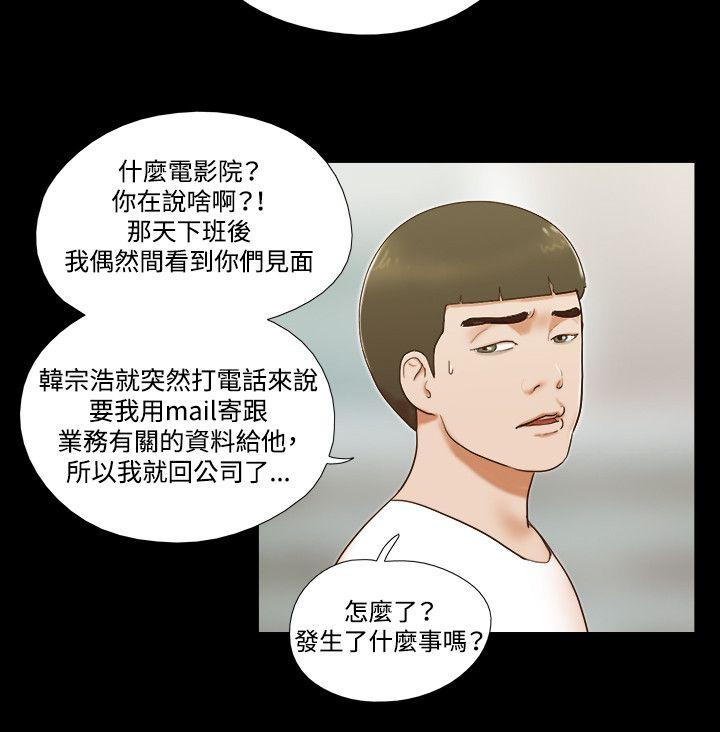 什麼電影院?
你在說啥啊?!
那天下班後
我偶然間看到你們見面
韓宗浩就突然打電話來說
要我用mail寄跟
業務有關的資料給他,
所以我就回公司了...
怎麼了?
發生了什麼事嗎?